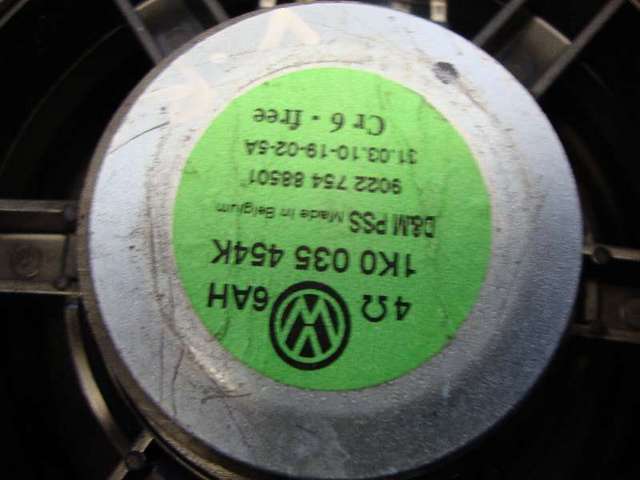 4Ω 6AH
1K0 035 454K
D&M PSS Made in Belgium
9022 754 88501
31.03.10-19-02-5A
Cr 6 - free